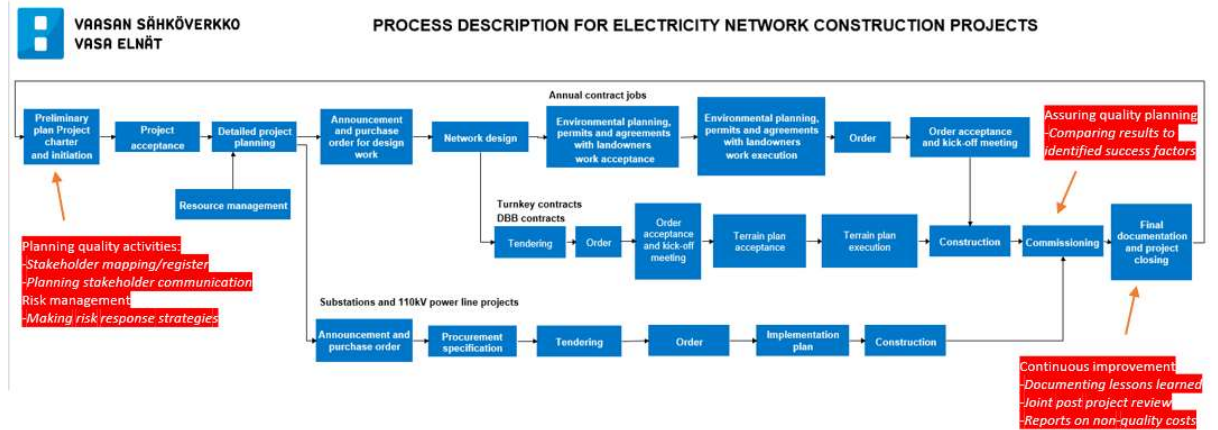 VAASAN SÄHKÖVERKKO
VASA ELNÄT
PROCESS DESCRIPTION FOR ELECTRICITY NETWORK CONSTRUCTION PROJECTS
Annual contract jobs
Preliminary
plan Project
charter
and initiation
Project
acceptance
Detailed project
planning
Announcement
and purchase
order for design
work
Network design
Environmental planning,
permits and agreements
with landowners
work acceptance
Environmental planning,
permits and agreements
with landowners
work execution
Order
Order acceptance
and kick-off meeting
Assuring quality planning
-Comparing results to
identified success factors
Resource management
Turnkey contracts
DBB contracts
Tendering
Order
Order
acceptance
and kick-off
meeting
Terrain plan
acceptance
Terrain plan
execution
Construction
Commissioning
Final
documentation
and project
closing
Planning quality activities:
-Stakeholder mapping/register
-Planning stakeholder communication
Risk management
-Making risk response strategies
Substations and 110kV power line projects
Announcement and
purchase order
Procurement
specification
Tendering
Order
Implementation
plan
Construction
Continuous improvement
-Documenting lessons learned
-Joint post project review
-Reports on non-quality costs